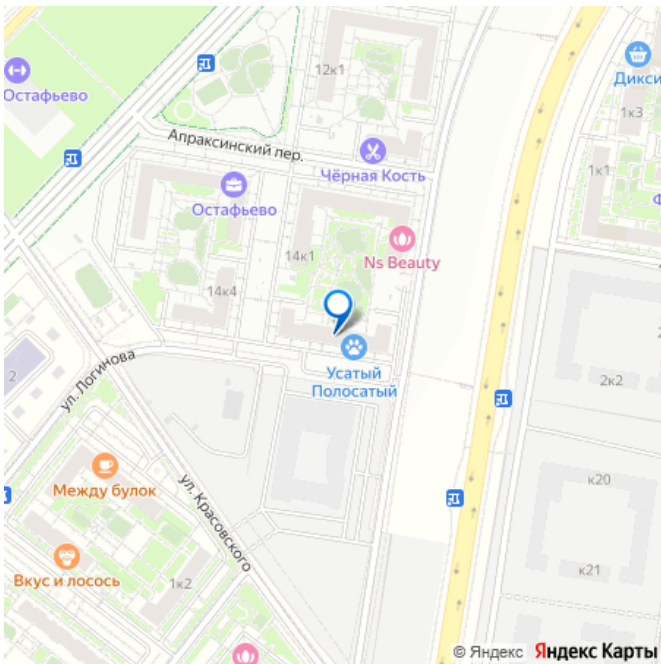 12к1
Дикси
Остафьево
1к3
Апраксинский пер.
Чёрная Кость
1к1
Остафьево
14к1
Ns Beauty
14к4
ул. Логинова
2
Усатый
Полосатый
2к2
Между булок
ул. Красовского
к20
Вкус и лосось
1к2
к21
© Яндекс Яндекс Карты